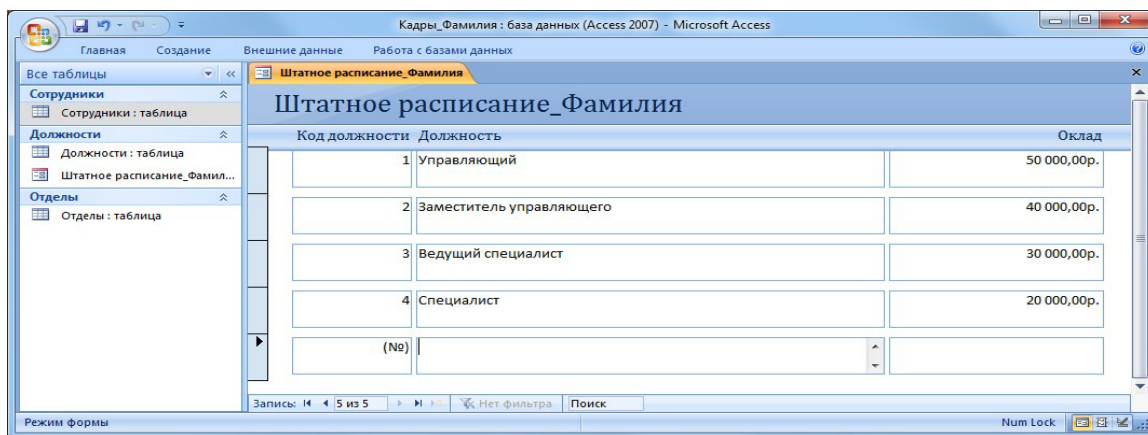 Кадры_Фамилия : база данных (Access 2007) - Microsoft Access
Главная Создание Внешние данные Работа с базами данных
Все таблицы
Штатное расписание_Фамилия
Сотрудники
Штатное расписание_Фамилия
Сотрудники : таблица
Должности
Код должности Должность Оклад
Должности : таблица
1 Управляющий 50 000,00р.
Штатное расписание_Фамил...
Отделы
2 Заместитель управляющего 40 000,00р.
Отделы : таблица
3 Ведущий специалист 30 000,00р.
4 Специалист 20 000,00р.
(№)
Запись: 5 из 5 Нет фильтра Поиск
Режим формы Num Lock